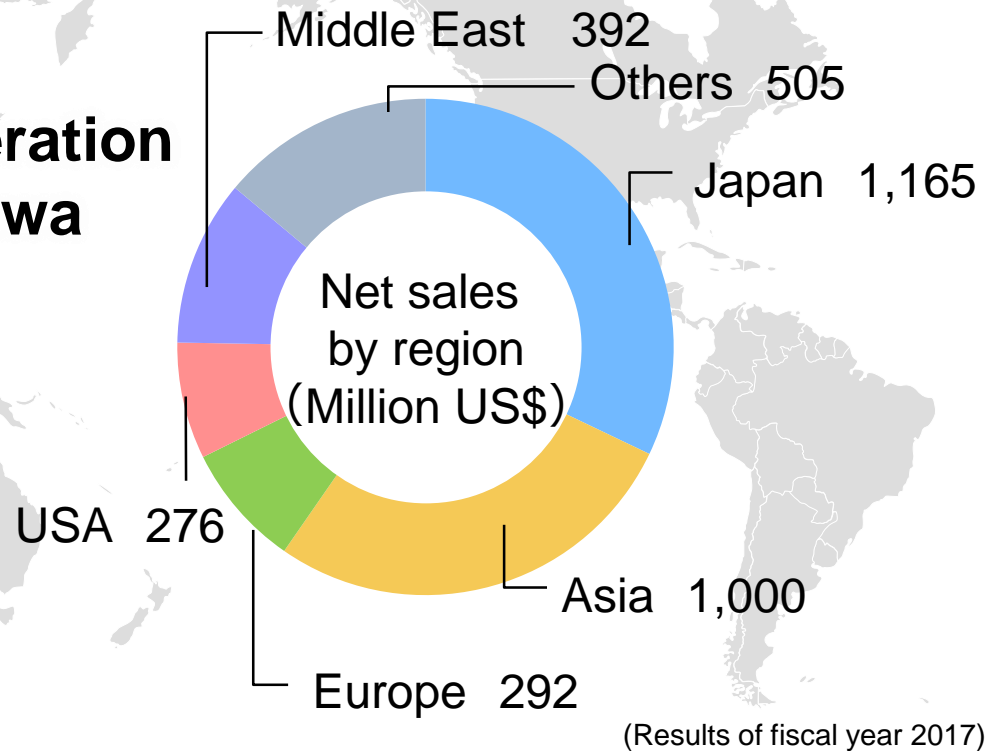 Middle East 392
Others 505
eration
wa
Japan 1,165
Net sales
by region
(Million US$)
USA 276
Asia 1,000
Europe 292
(Results of fiscal year 2017)